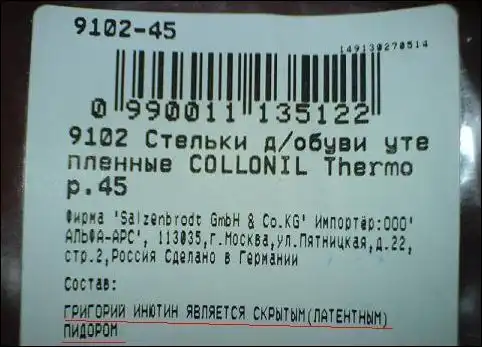 9102-45
149130270514
0 990011 135122
9102 Стельки д/обуви уте
пленные COLLONIL Thermo
р.45
Фирма 'Salzenbrodt GmbH & Co.KG' Импортёр:ООО'
АЛЬФА-АРС', 113035,г.Москва,ул.Пятницкая,д.22,
стр.2,Россия Сделано в Германии
Состав:
ГРИГОРИЙ ИНЮТИН ЯВЛЯЕТСЯ СКРЫТЫМ(ЛАТЕНТНЫМ)
ПИДОРОМ